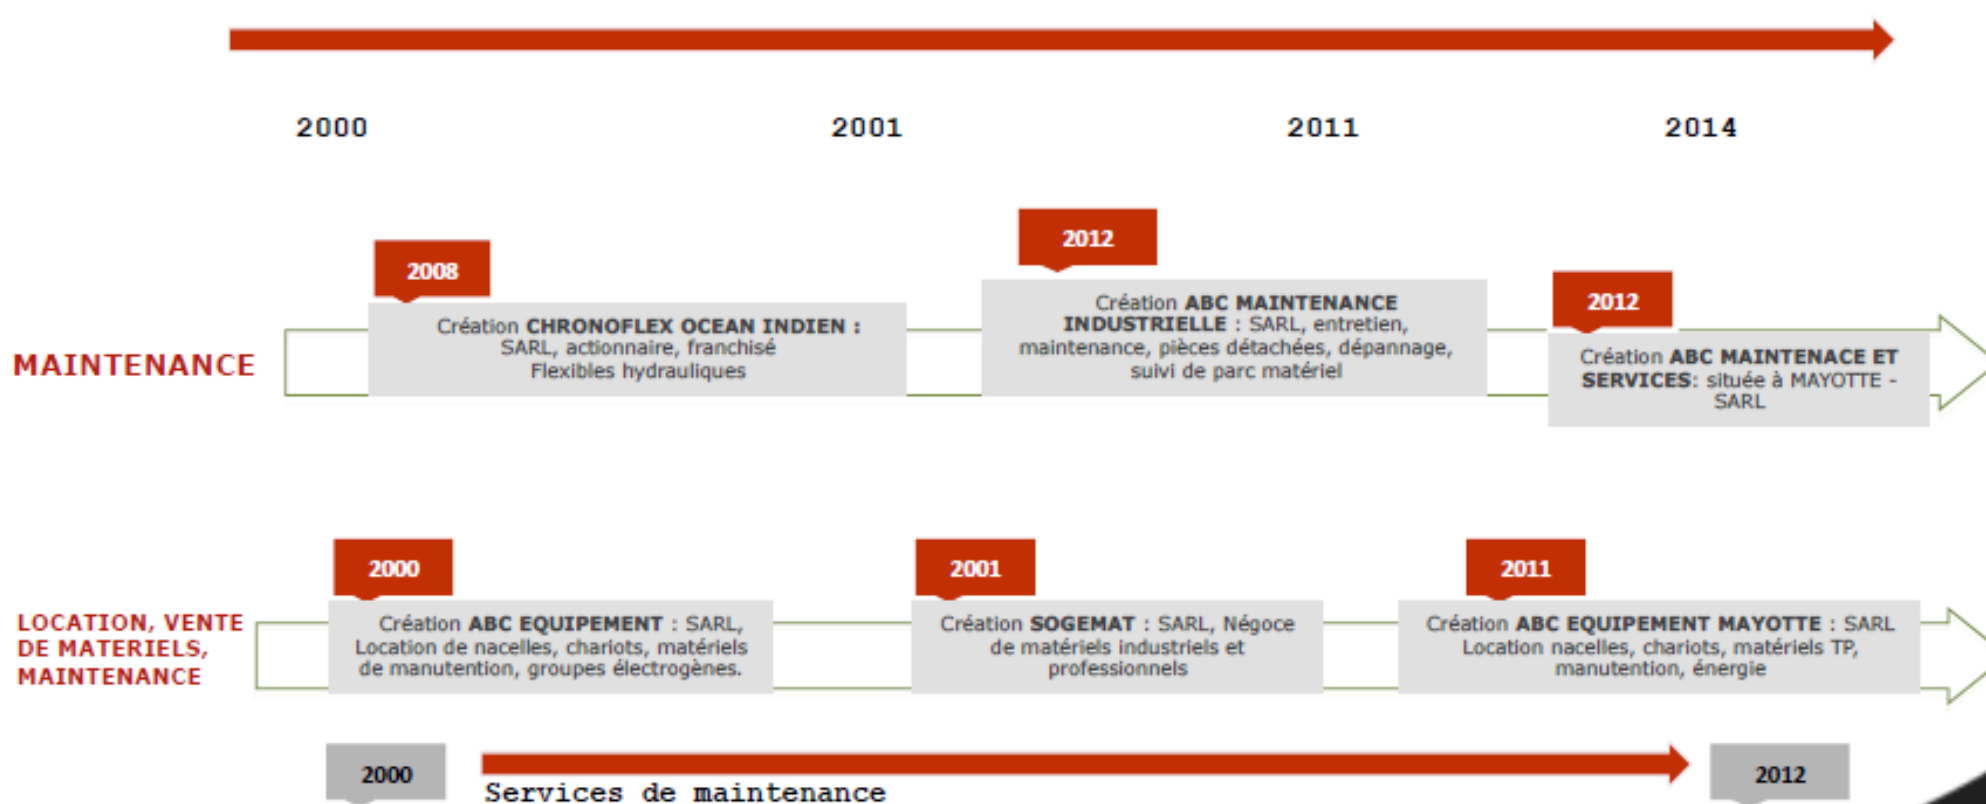 2000 2001 2011 2014
2008
2012
2012
MAINTENANCE
Création CHRONOFLEX OCEAN INDIEN :
SARL, actionnaire, franchisé
Flexibles hydrauliques
Création ABC MAINTENANCE
INDUSTRIELLE : SARL, entretien,
maintenance, pièces détachées, dépannage,
suivi de parc matériel
Création ABC MAINTENACE ET
SERVICES: située à MAYOTTE -
SARL
2000
2001
2011
LOCATION, VENTE
DE MATERIELS,
MAINTENANCE
Création ABC EQUIPEMENT : SARL,
Location de nacelles, chariots, matériels
de manutention, groupes électrogènes.
Création SOGEMAT : SARL, Négoce
de matériels industriels et
professionnels
Création ABC EQUIPEMENT MAYOTTE : SARL
Location nacelles, chariots, matériels TP,
manutention, énergie
2000
Services de maintenance
2012